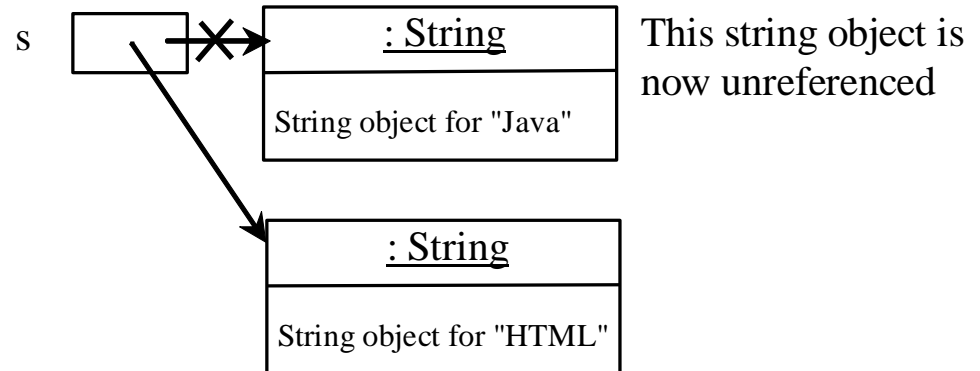 s
: String
String object for "Java"
This string object is
now unreferenced
: String
String object for "HTML"